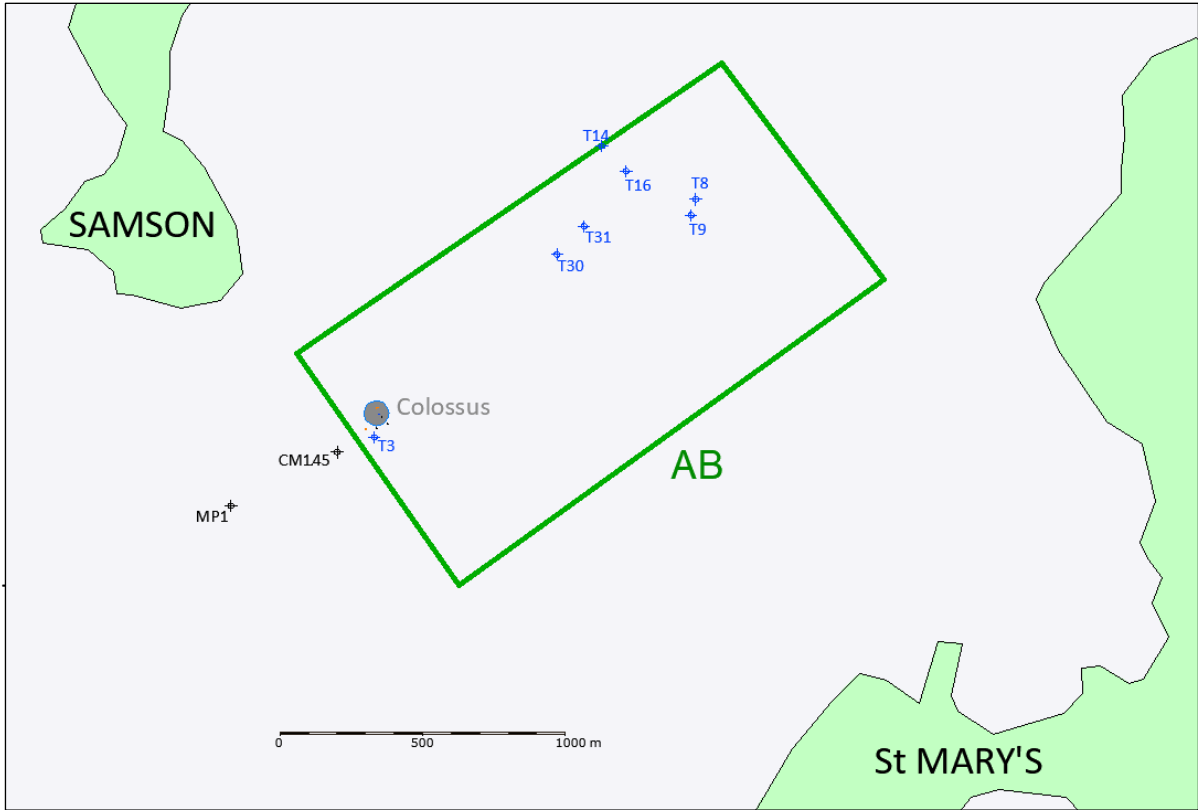 T14
T16
T8
SAMSON
T9
T31
T30
Colossus
T3
CM145
AB
MP1
0 500 1000 m
St MARY'S